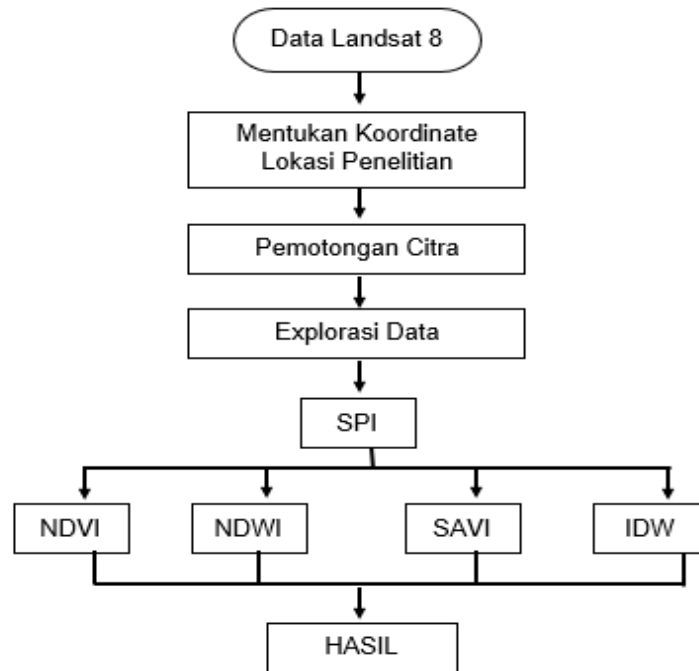 Data Landsat 8
Mentukan Koordinate
Lokasi Penelitian
Pemotongan Citra
Explorasi Data
SPI
NDVI
NDWI
SAVI
IDW
HASIL